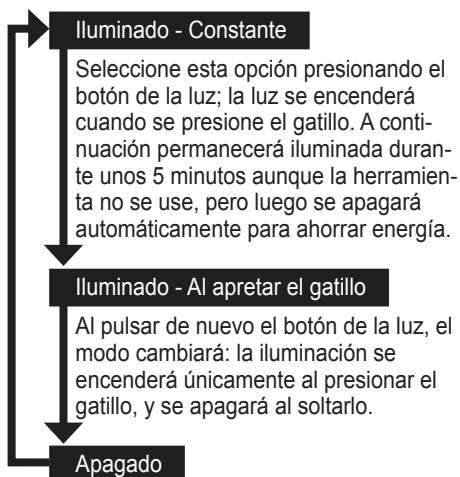 Iluminado - Constante
Seleccione esta opción presionando el
botón de la luz; la luz se encenderá
cuando se presione el gatillo. A conti-
nuación permanecerá iluminada duran-
te unos 5 minutos aunque la herramien-
ta no se use, pero luego se apagará
automáticamente para ahorrar energía.
Iluminado - Al apretar el gatillo
Al pulsar de nuevo el botón de la luz, el
modo cambiará: la iluminación se
encenderá únicamente al presionar el
gatillo, y se apagará al soltarlo.
Apagado